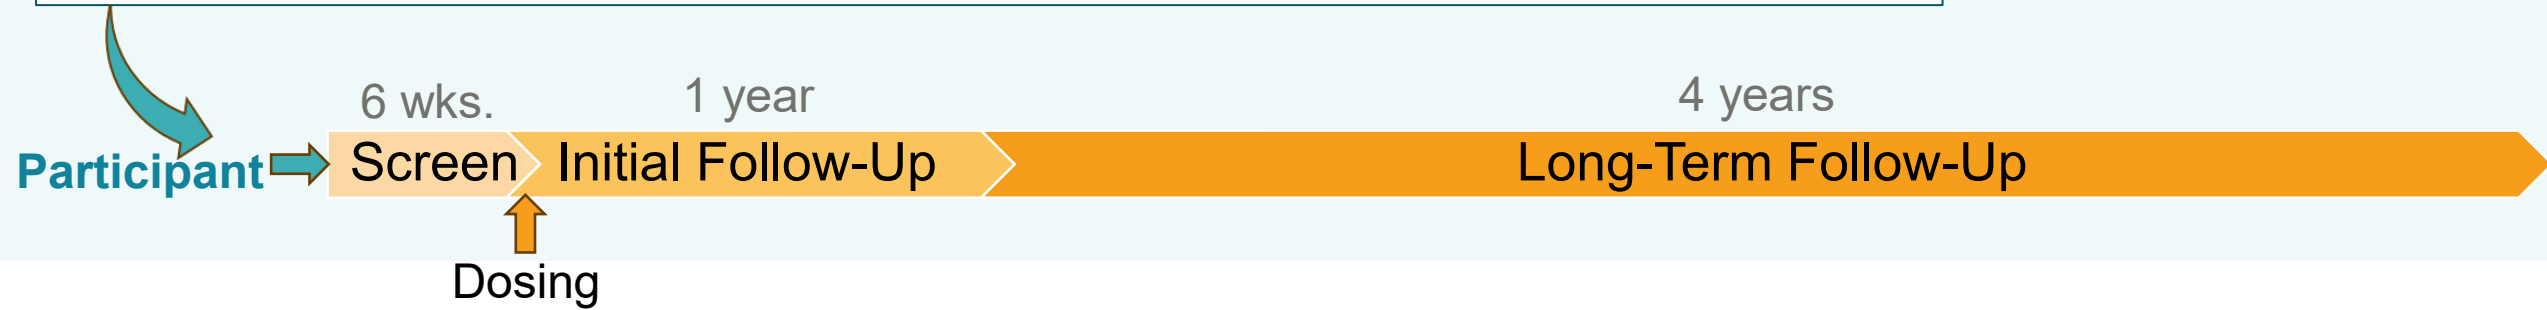 6 wks.
1 year
4 years
Participant
Screen
Initial Follow-Up
Long-Term Follow-Up
Dosing